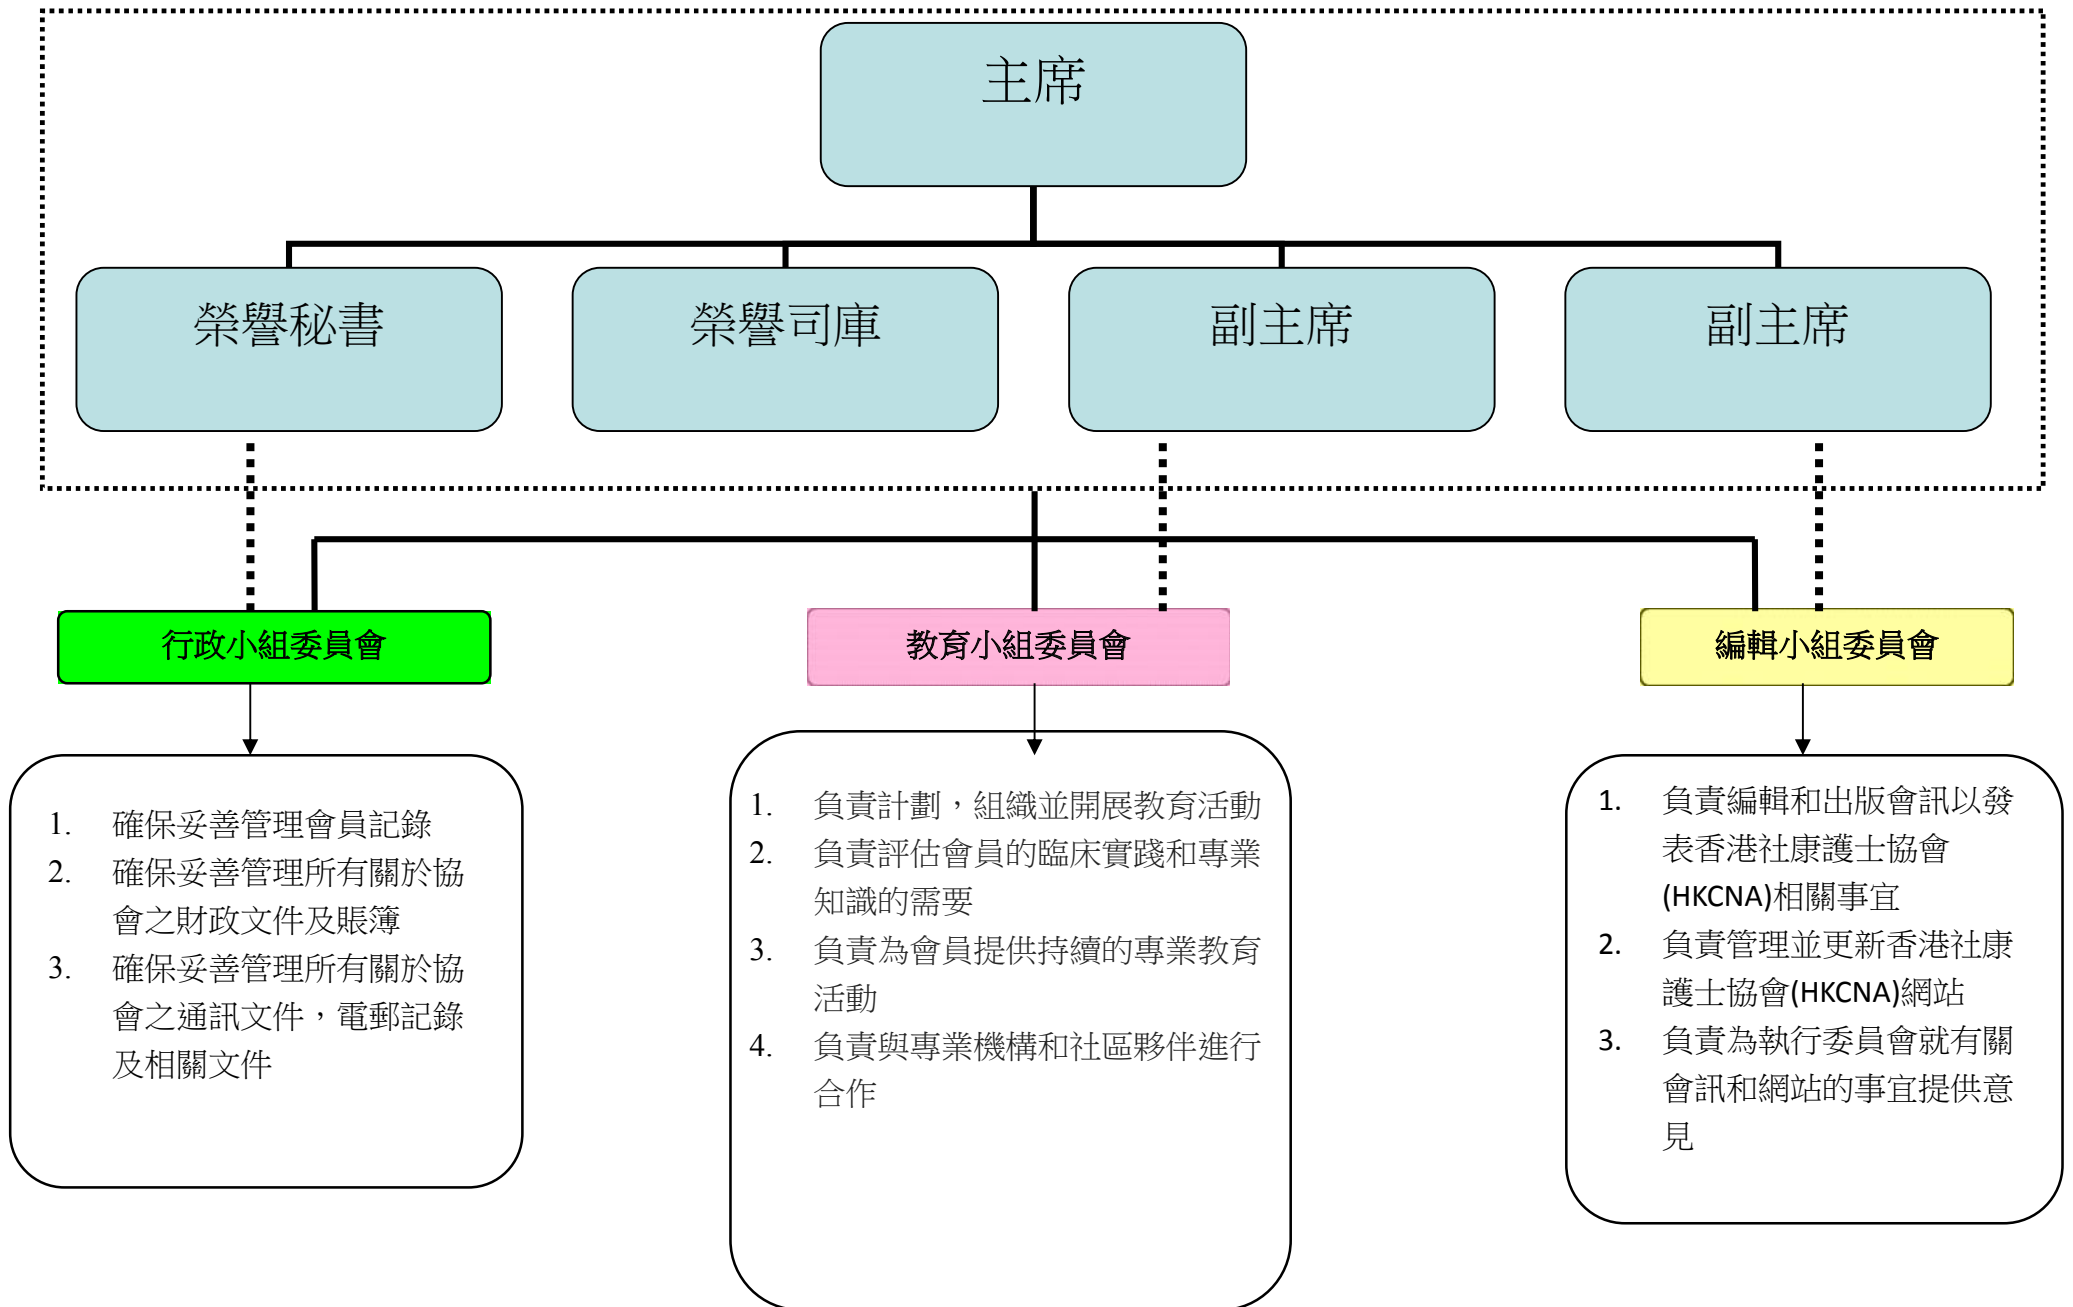 主席
榮譽秘書
榮譽司庫
副主席
副主席
行政小組委員會
教育小組委員會
編輯小組委員會
1. 確保妥善管理會員記錄
2. 確保妥善管理所有關於協
會之財政文件及賬簿
3. 確保妥善管理所有關於協
會之通訊文件，電郵記錄
及相關文件
1. 負責計劃，組織並開展教育活動
2. 負責評估會員的臨床實踐和專業
知識的需要
3. 負責為會員提供持續的專業教育
活動
4. 負責與專業機構和社區夥伴進行
合作
1. 負責編輯和出版會訊以發
表香港社康護士協會
(HKCNA)相關事宜
2. 負責管理並更新香港社康
護士協會(HKCNA)網站
3. 負責為執行委員會就有關
會訊和網站的事宜提供意
見